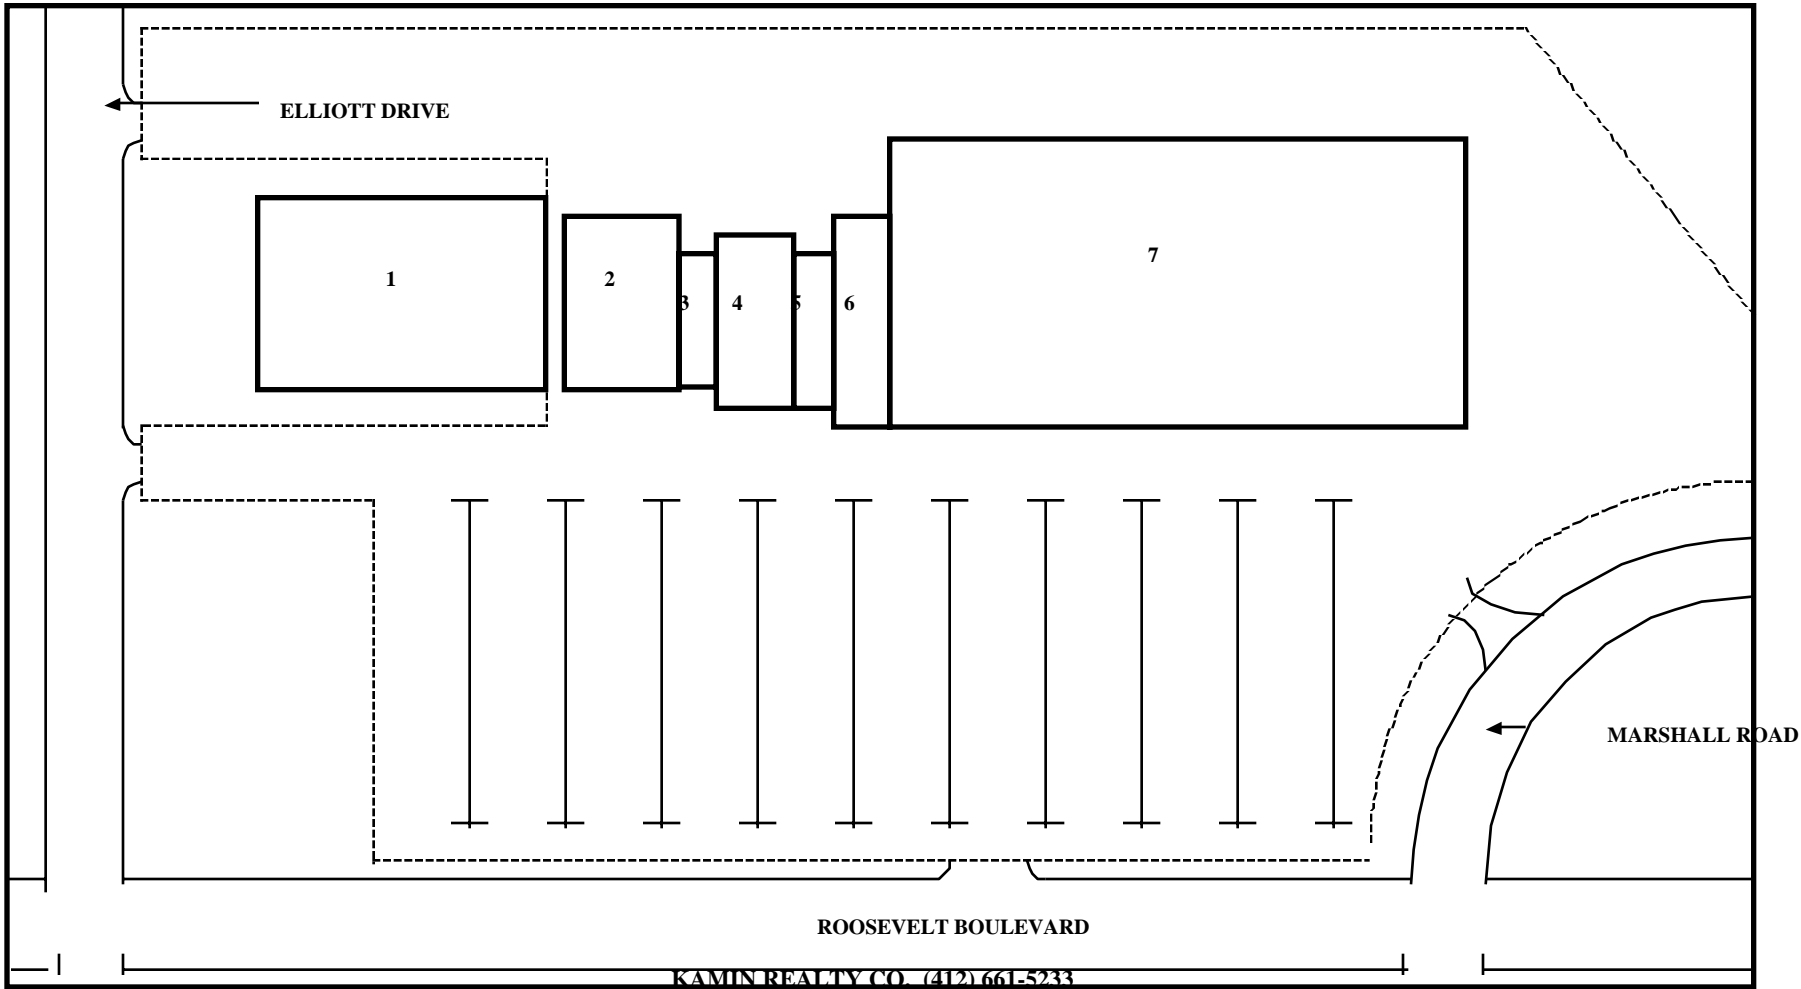 ELLIOTT DRIVE
1
2
3
4
5
6
7
MARSHALL ROAD
ROOSEVELT BOULEVARD
KAMIN REALTY CO. (412) 661-5233